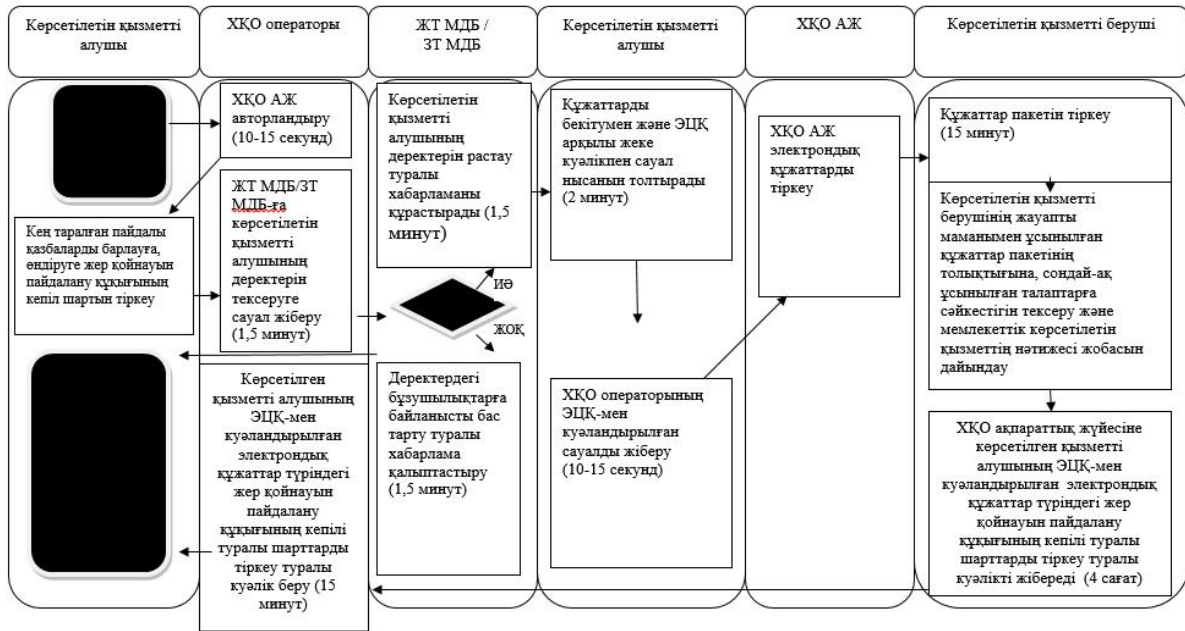 Көрсетілетін қызметті
алушы
ХҚО операторы
ЖТ МДБ /
ЗТ МДБ
Көрсетілетін қызметті
алушы
ХҚО АЖ
Көрсетілетін қызметті беруші
ХҚО АЖ
авторландыру
(10-15 секунд)
Кең таралған пайдалы
қазбаларды барлауға,
өндіруге жер қойнауын
пайдалану құқығының
кепіл шартын тіркеу
ЖТ МДБ/ЗТ
МДБ-ға
көрсетілетін
қызметті
алушының
деректерін
тексеруге
сауал жіберу
(1,5 минут)
Көрсетілетін
қызметті
алушының
деректерін растау
туралы
хабарламаны
құрастырады (1,5
минут)
ИӘ
ЖОҚ
Деректердегі
бұзушылықтарға
байланысты бас
тарту туралы
хабарлама
қалыптастыру
(1,5 минут)
Көрсетілген
қызметті алушының
ЭЦҚ-мен
куәландырылған
электрондық
құжаттар түріндегі
жер қойнауын
пайдалану
құқығының кепілі
туралы шарттарды
тіркеу туралы
куәлік беру (15
минут)
Құжаттарды
бекітумен және ЭЦҚ
арқылы жеке
куәлікпен сауал
нысанын толтырады
(2 минут)
ХҚО операторының
ЭЦҚ-мен
куәландырылған
сауалды жіберу
(10-15 секунд)
ХҚО АЖ
электрондық
құжаттарды
тіркеу
Құжаттар пакетін тіркеу
(15 минут)
Көрсетілетін қызметті
берушінің жауапты
маманымен ұсынылған
құжаттар пакетінің
толықтығына, сондай-ақ
ұсынылған талаптарға
сәйкестігін тексеру және
мемлекеттік көрсетілетін
қызметтің нәтижесі жобасын
дайындау
ХҚО ақпараттық жүйесіне
көрсетілген қызметті
алушының ЭЦҚ-мен
куәландырылған электрондық
құжаттар түріндегі жер
қойнауын пайдалану
құқығының кепілі туралы
шарттарды тіркеу туралы
куәлікті жібереді (4 сағат)